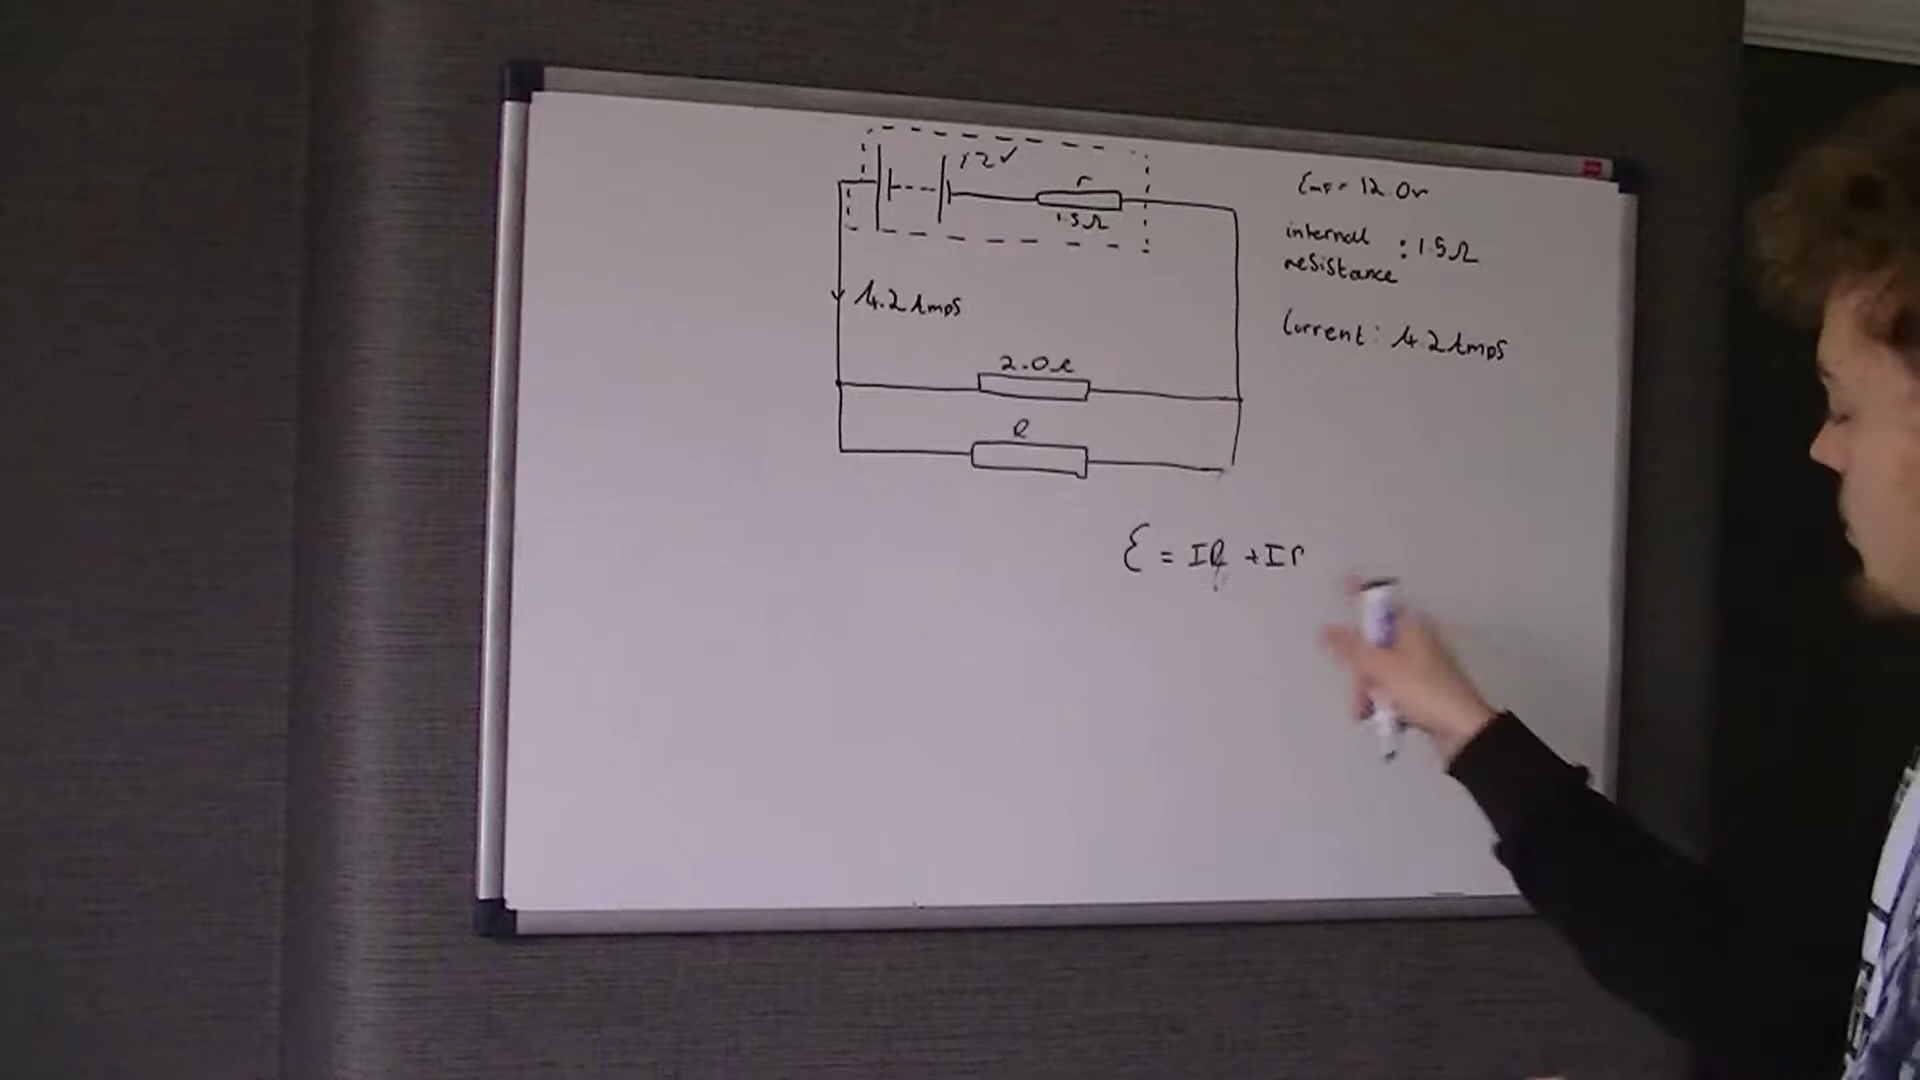 12V
r
1.5Ω
4.2 Amps
2.0Ω
R
Emf = 12.0v
internal : 1.5Ω
resistance
Current: 4.2 Amps
ℰ = IR + Ir